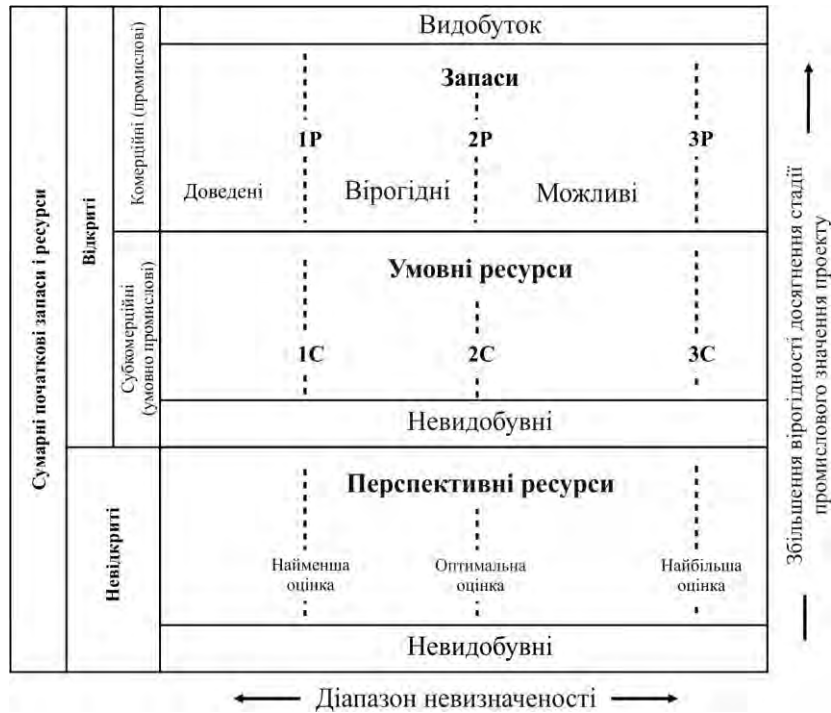 Видобуток
Сумарні початкові запаси і ресурси
Відкриті
Комерційні (промислові)
Запаси
1P 2P 3P
Доведені Вірогідні Можливі
Субкомерційні
(умовно промислові)
Умовні ресурси
1C 2C 3C
Невидобувні
Невідкриті
Перспективні ресурси
Найменша
оцінка
Оптимальна
оцінка
Найбільша
оцінка
Невидобувні
Діапазон невизначеності
Збільшення вірогідності досягнення стадії
промислового значення проекту